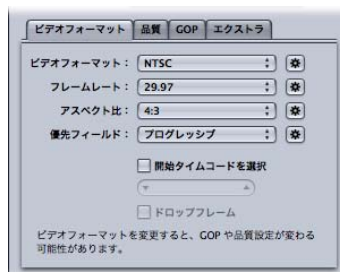 ビデオフォーマット 品質 GOP エクストラ
ビデオフォーマット： NTSC
フレームレート： 29.97
アスペクト比： 4:3
優先フィールド： プログレッシブ
開始タイムコードを選択
ドロップフレーム
ビデオフォーマットを変更すると、GOP や品質設定が変わる
可能性があります。